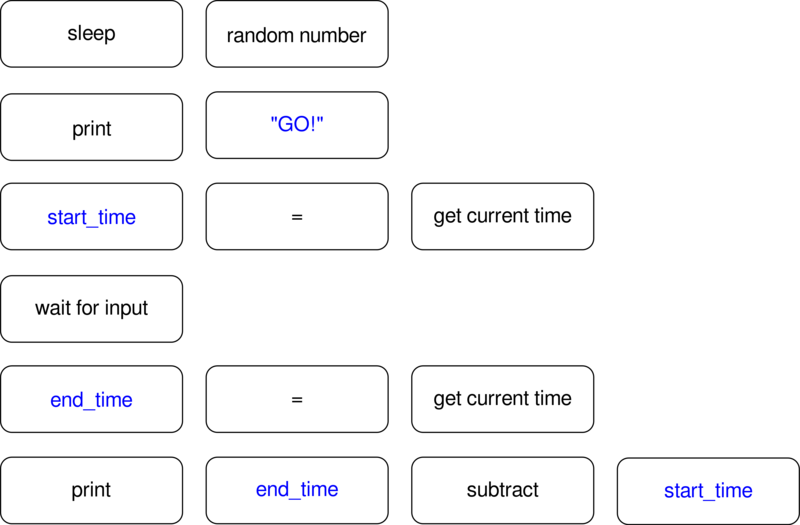 sleep random number
print "GO!"
start_time = get current time
wait for input
end_time = get current time
print end_time subtract start_time